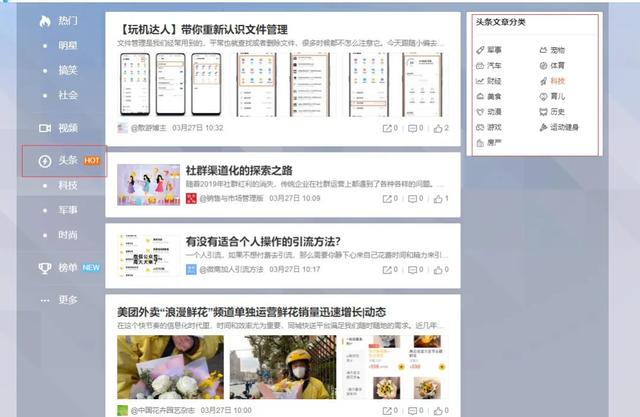 热门
明星
搞笑
社会
视频
头条 HOT
科技
军事
时尚
榜单 NEW
更多
【玩机达人】带你重新认识文件管理
文件管理是我们经常用到的，平常也就查找或者删除文件，很多时候都不怎么注意它。今天跟随小编去...
@散游博主 03月27日 10:32
0 0 2
社群渠道化的探索之路
随着2019年社群红利的消失，传统企业在社群运营上都遇到了各种各样的问题。...
@销售与市场管理版 03月27日 10:09
0 0 1
有没有适合个人操作的引流方法?
一个人引流，如果不想付费去引流，那么需要你静下心来自己花费时间和精力来引...
@微商加人引流方法 03月27日 10:17
0 0 0
美团外卖“浪漫鲜花”频道单独运营鲜花销量迅速增长|动态
在这个快节奏的信息化时代里，时间和效率尤为重要，同城快送平台满足我们随时随地的需求。近几年...
@中国花卉园艺杂志 03月27日 10:00
0 0 0
头条文章分类
军事 宠物
汽车 体育
财经 科技
美食 育儿
动漫 历史
游戏 运动健身
房产